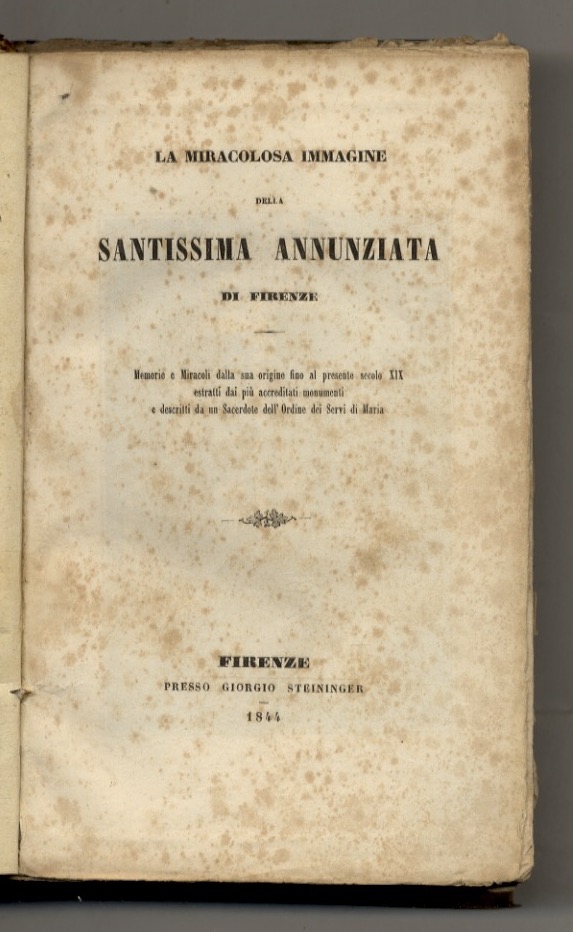 LA MIRACOLOSA IMMAGINE
DELLA
SANTISSIMA ANNUNZIATA
DI FIRENZE
Memorie e Miracoli dalla sua origine fino al presente secolo XIX
estratti dai più accreditati monumenti
e descritti da un Sacerdote dell' Ordine dei Servi di Maria
FIRENZE
PRESSO GIORGIO STEININGER
1844